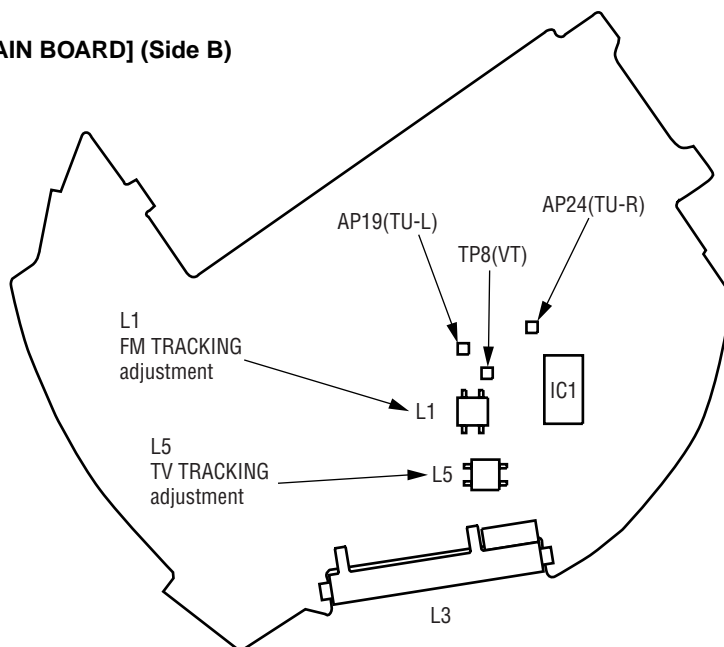 AIN BOARD] (Side B)
AP19(TU-L)
AP24(TU-R)
TP8(VT)
L1
FM TRACKING
adjustment
L1
IC1
L5
TV TRACKING
adjustment
L5
L3